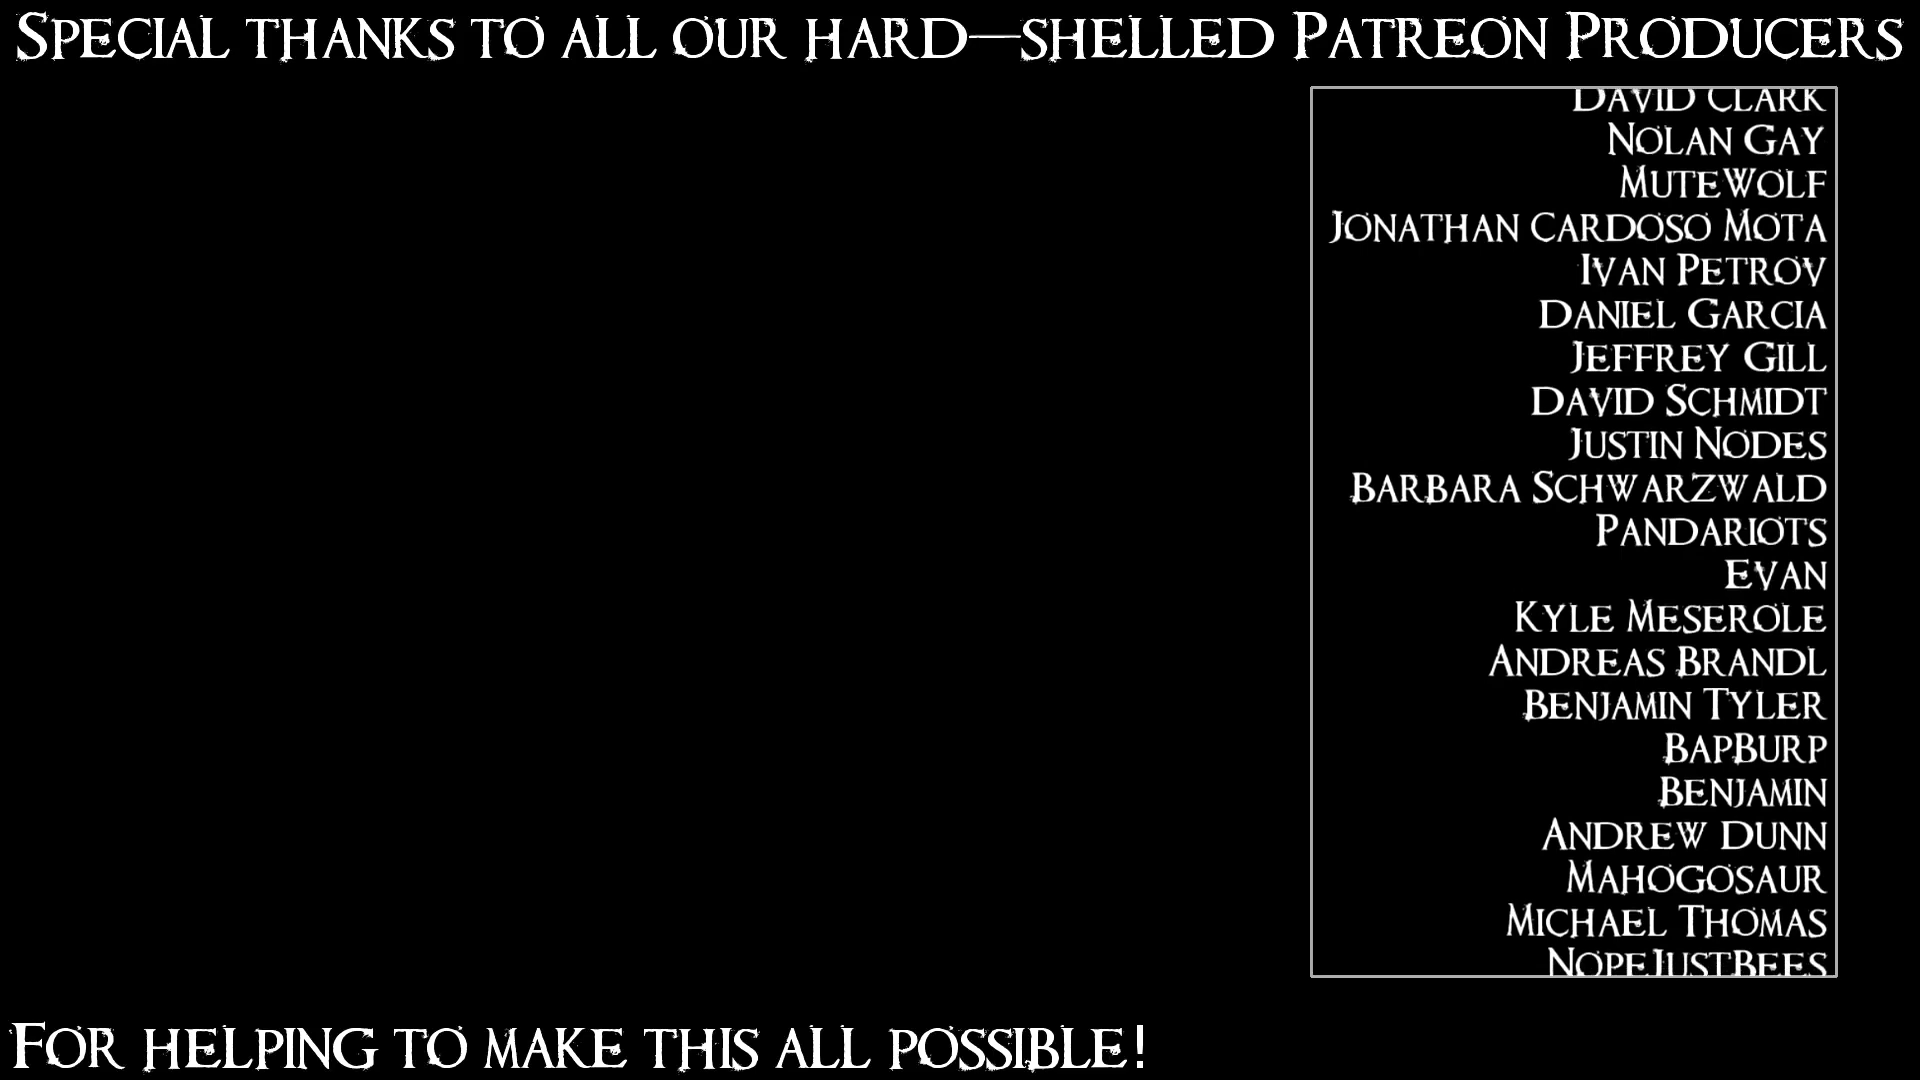 Special thanks to all our hard—shelled Patreon Producers
David Clark
Nolan Gay
MuteWolf
Jonathan Cardoso Mota
Ivan Petrov
Daniel Garcia
Jeffrey Gill
David Schmidt
Justin Nodes
Barbara Schwarzwald
Pandariots
Evan
Kyle Meserole
Andreas Brandl
Benjamin Tyler
BapBurp
Benjamin
Andrew Dunn
Mahogosaur
Michael Thomas
NopeJustBees
For helping to make this all possible!